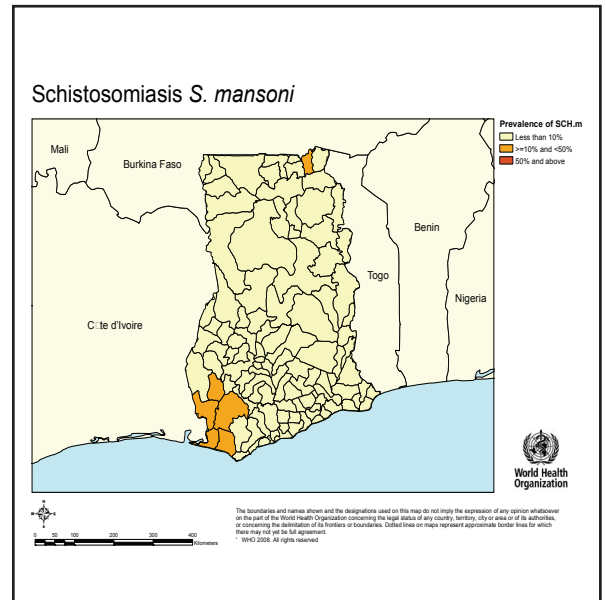 Schistosomiasis S. mansoni
Prevalence of SCH.m
Less than 10%
>=10% and <50%
50% and above
Mali
Burkina Faso
Benin
Togo
Nigeria
C□te d'Ivoire
World Health
Organization
The boundaries and names shown and the designations used on this map do not imply the expression of any opinion whatsoever
on the part of the World Health Organization concerning the legal status of any country, territory, city or area or of its authorities,
or concerning the delimitation of its frontiers or boundaries. Dotted lines on maps represent approximate border lines for which
there may not yet be full agreement.
' WHO 2008. All rights reserved
0 50 100 200 300 400
Kilometers